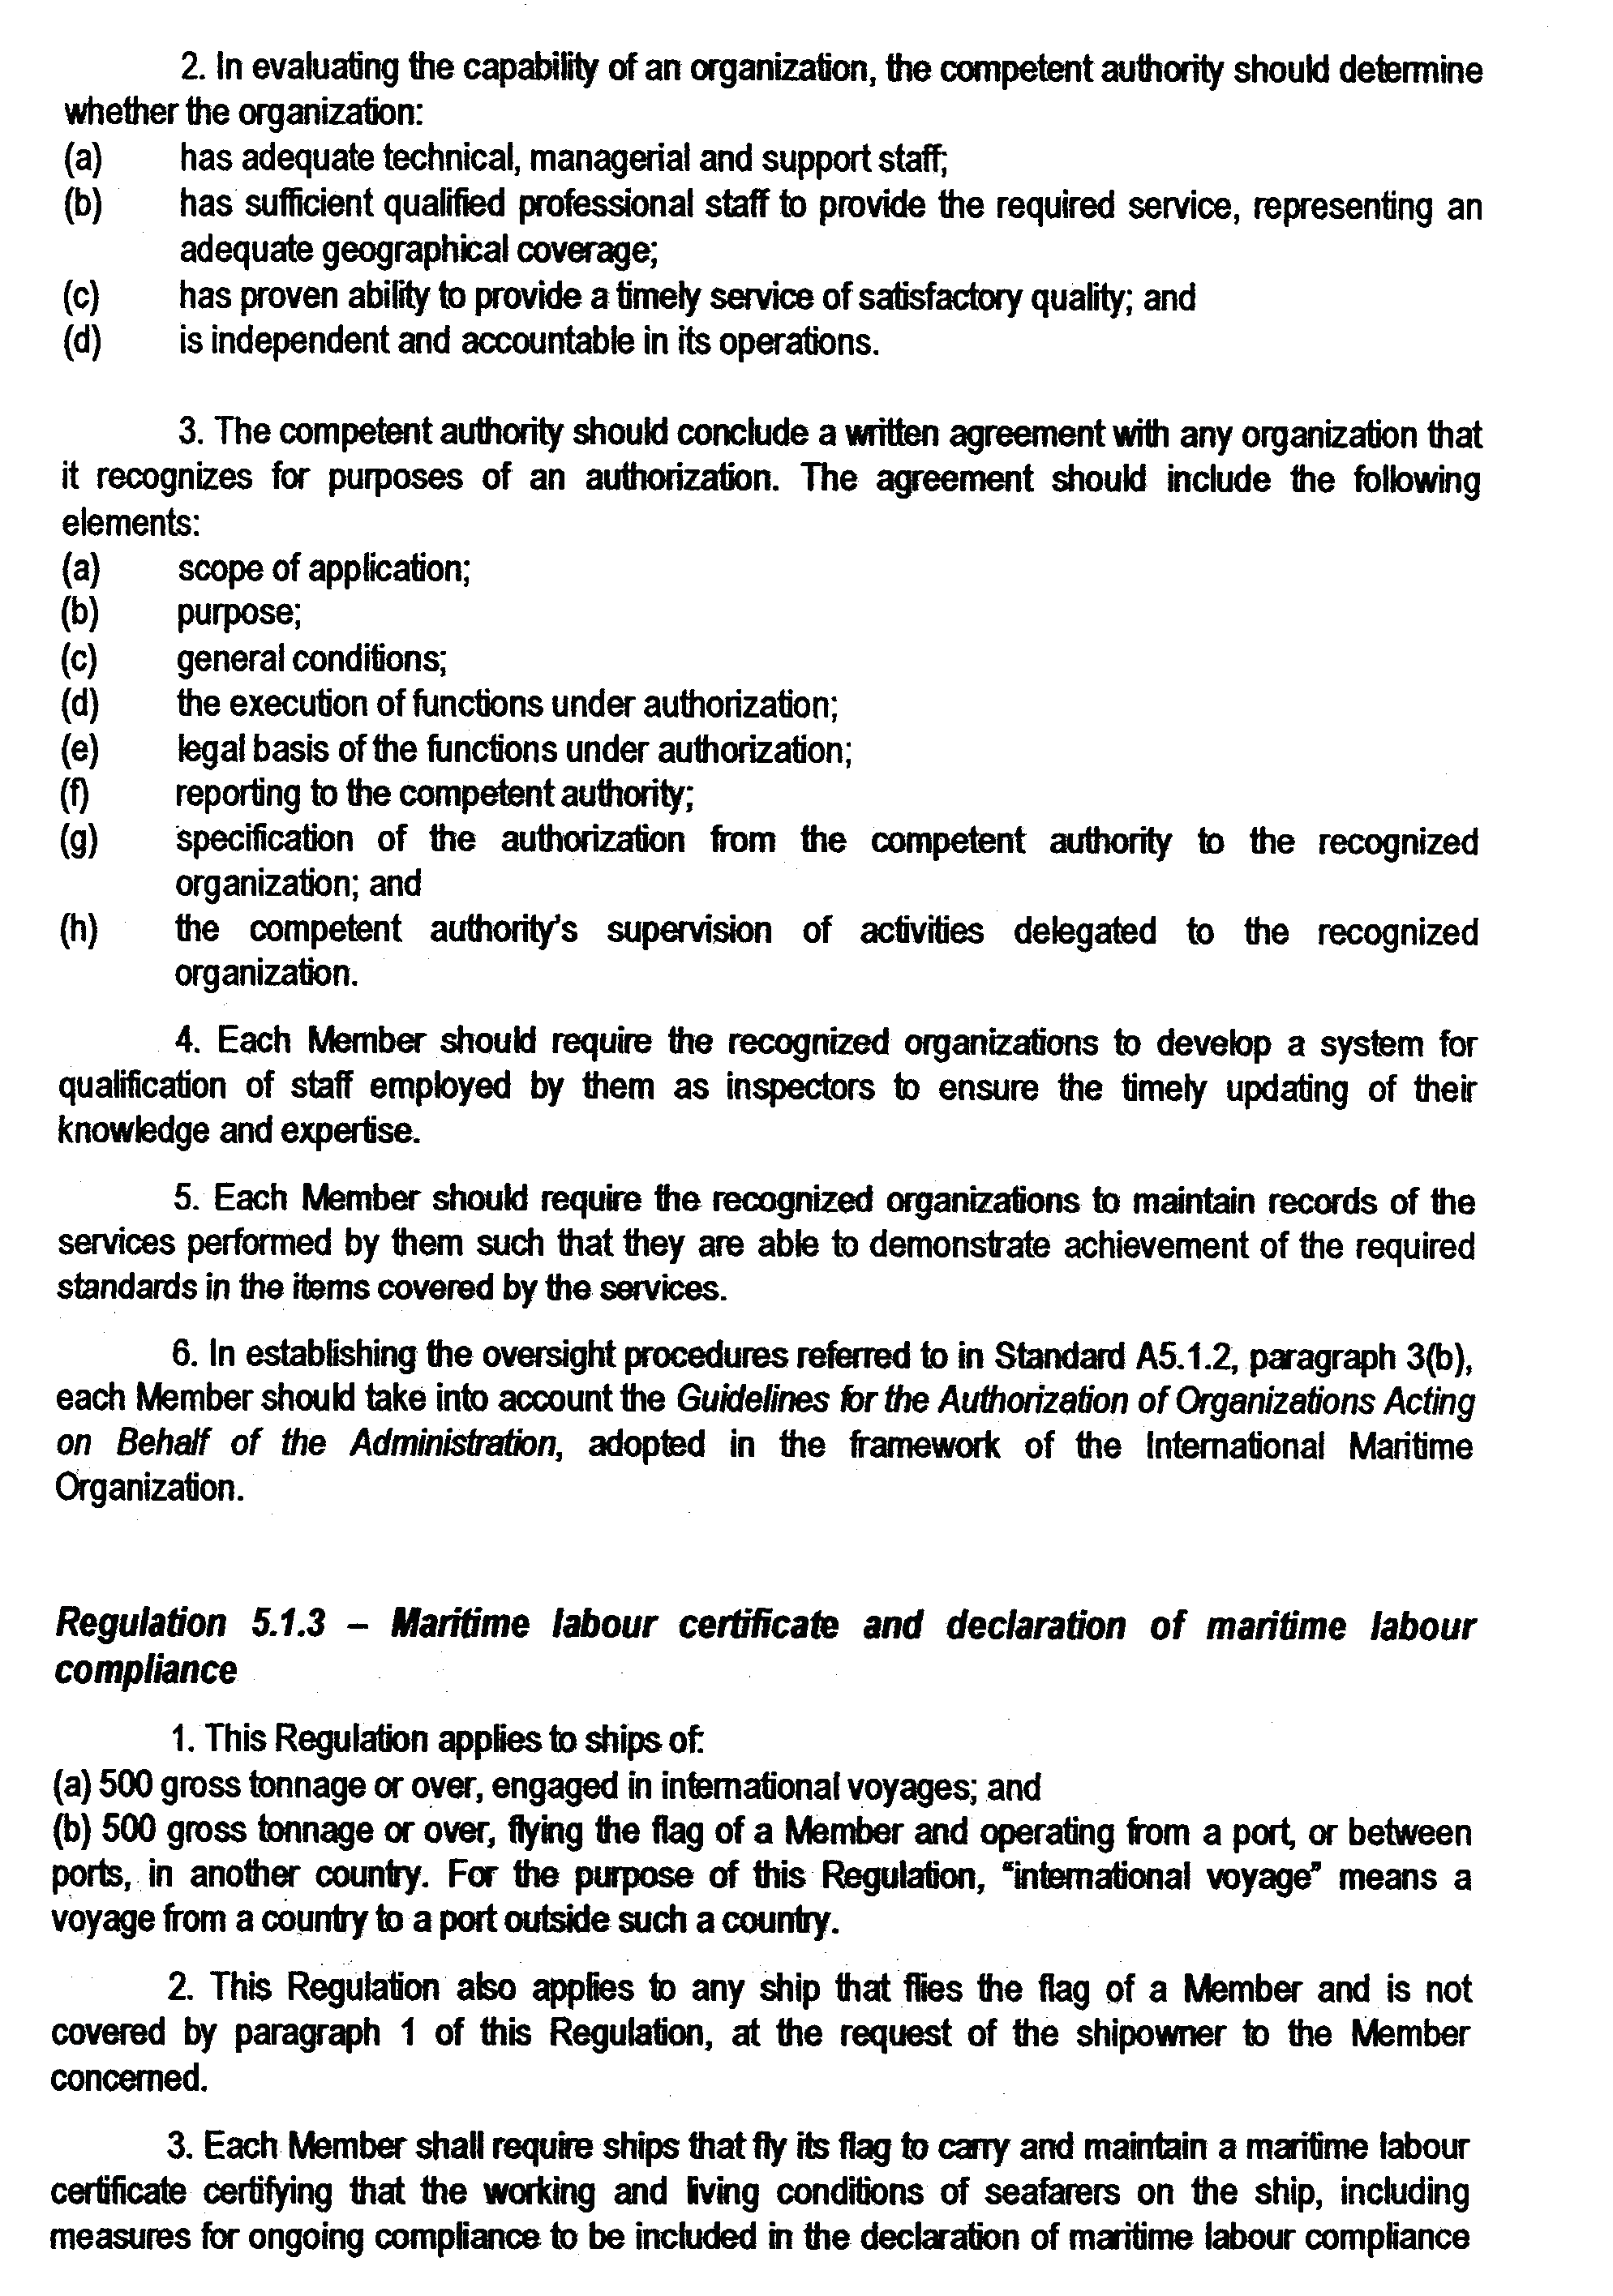 2. In evaluating the capability of an organization, the competent authority should determine
whether the organization:
(a) has adequate technical, managerial and support staff;
(b) has sufficient qualified professional staff to provide the required service, representing an
adequate geographical coverage;
(c) has proven ability to provide a timely service of satisfactory quality; and
(d) is independent and accountable in its operations.
3. The competent authority should conclude a written agreement with any organization that
it recognizes for purposes of an authorization. The agreement should include the following
elements:
(a) scope of application;
(b) purpose;
(c) general conditions;
(d) the execution of functions under authorization;
(e) legal basis of the functions under authorization;
(f) reporting to the competent authority;
(g) specification of the authorization from the competent authority to the recognized
organization; and
(h) the competent authority's supervision of activities delegated to the recognized
organization.
4. Each Member should require the recognized organizations to develop a system for
qualification of staff employed by them as inspectors to ensure the timely updating of their
knowledge and expertise.
5. Each Member should require the recognized organizations to maintain records of the
services performed by them such that they are able to demonstrate achievement of the required
standards in the items covered by the services.
6. In establishing the oversight procedures referred to in Standard A5.1.2, paragraph 3(b),
each Member should take into account the Guidelines for the Authorization of Organizations Acting
on Behalf of the Administration, adopted in the framework of the International Maritime
Organization.
Regulation 5.1.3 – Maritime labour certificate and declaration of maritime labour
compliance
1. This Regulation applies to ships of:
(a) 500 gross tonnage or over, engaged in international voyages; and
(b) 500 gross tonnage or over, flying the flag of a Member and operating from a port, or between
ports, in another country. For the purpose of this Regulation, "international voyage" means a
voyage from a country to a port outside such a country.
2. This Regulation also applies to any ship that flies the flag of a Member and is not
covered by paragraph 1 of this Regulation, at the request of the shipowner to the Member
concerned.
3. Each Member shall require ships that fly its flag to carry and maintain a maritime labour
certificate certifying that the working and living conditions of seafarers on the ship, including
measures for ongoing compliance to be included in the declaration of maritime labour compliance